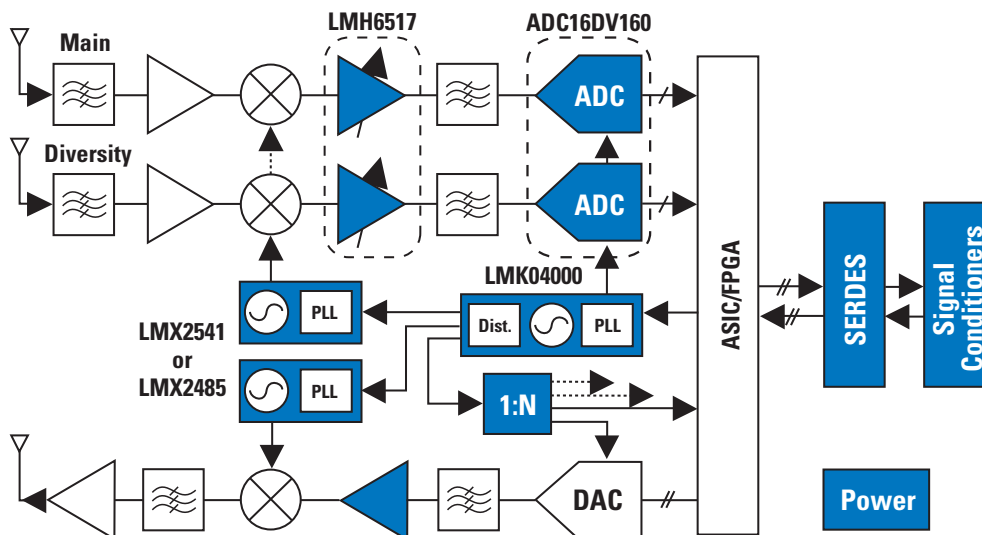 LMH6517
ADC16DV160
Main
ADC
Diversity
ADC
LMK04000
PLL
Dist.
PLL
LMX2541
or
LMX2485
PLL
1:N
DAC
ASIC/FPGA
SERDES
Signal
Conditioners
Power